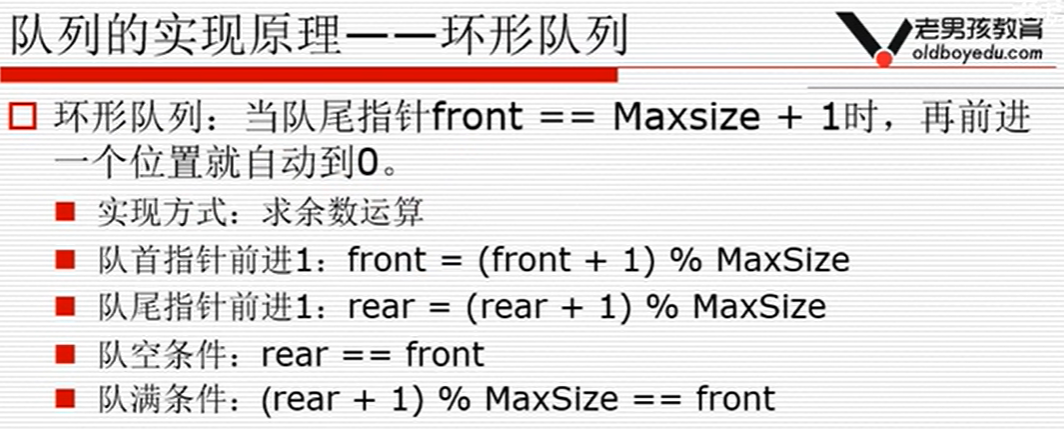 队列的实现原理——环形队列
老男孩教育
oldboyedu.com
环形队列：当队尾指针front == Maxsize + 1时，再前进
一个位置就自动到0。
实现方式：求余数运算
队首指针前进1：front = (front + 1) % MaxSize
队尾指针前进1：rear = (rear + 1) % MaxSize
队空条件：rear == front
队满条件：(rear + 1) % MaxSize == front